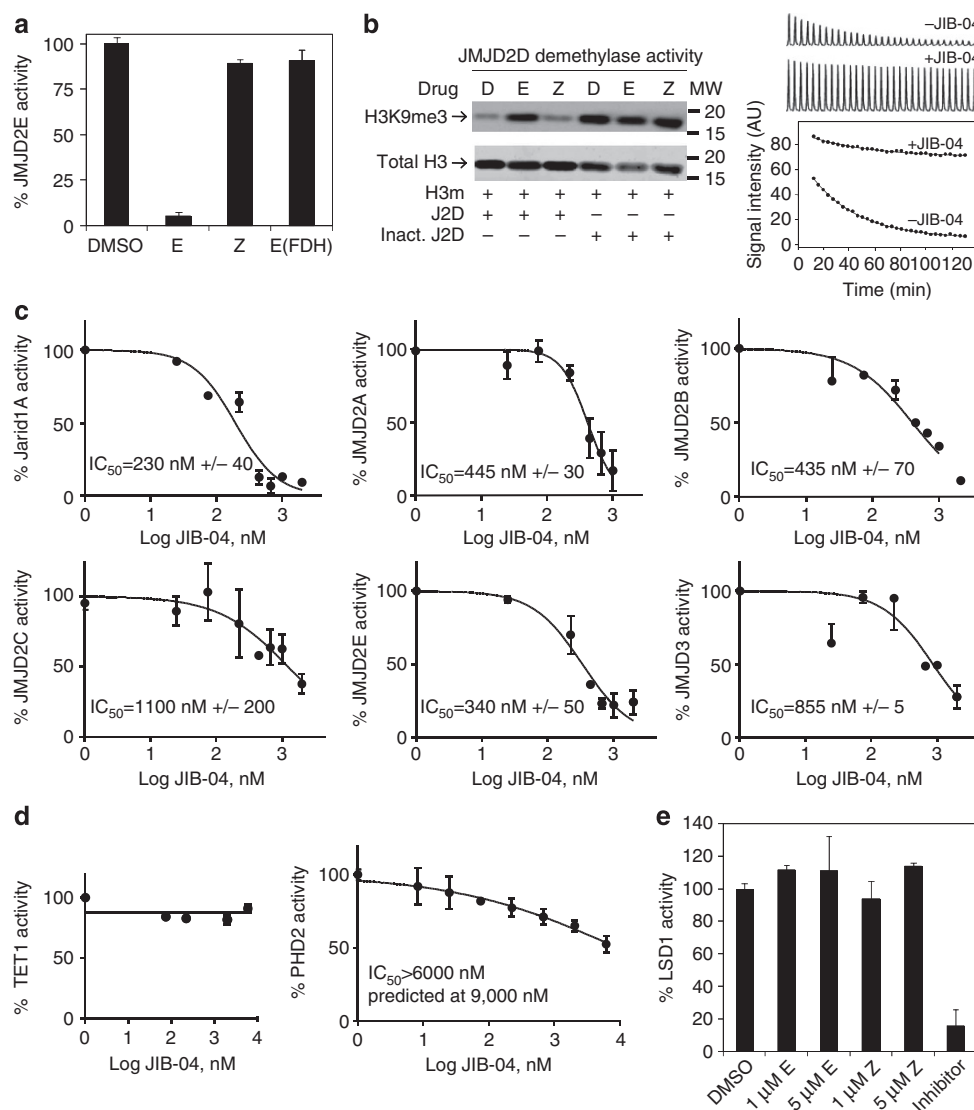 a
% JMJD2E activity
100
75
50
25
0
DMSO E Z E(FDH)
b
JMJD2D demethylase activity
Drug D E Z D E Z MW
H3K9me3 → 20
15
Total H3 → 20
15
H3m + + + + + +
J2D + + + – – –
Inact. J2D – – – + + +
–JIB-04
+JIB-04
Signal intensity (AU)
80
60
40
20
0
+JIB-04
–JIB-04
0 20 40 60 80 100 120
Time (min)
c
% Jarid1A activity
100
50
0
IC50=230 nM +/– 40
0 1 2 3
Log JIB-04, nM
% JMJD2A activity
100
50
0
IC50=445 nM +/– 30
0 1 2 3
Log JIB-04, nM
% JMJD2B activity
100
50
0
IC50=435 nM +/– 70
0 1 2 3
Log JIB-04, nM
% JMJD2C activity
100
50
0
IC50=1100 nM +/– 200
0 1 2 3
Log JIB-04, nM
% JMJD2E activity
100
50
0
IC50=340 nM +/– 50
0 1 2 3
Log JIB-04, nM
% JMJD3 activity
100
50
0
IC50=855 nM +/– 5
0 1 2 3
Log JIB-04, nM
d
% TET1 activity
100
50
0
0 1 2 3 4
Log JIB-04, nM
% PHD2 activity
100
50
0
IC50>6000 nM
predicted at 9,000 nM
0 1 2 3 4
Log JIB-04, nM
e
% LSD1 activity
140
120
100
80
60
40
20
0
DMSO 1 μM E 5 μM E 1 μM Z 5 μM Z Inhibitor